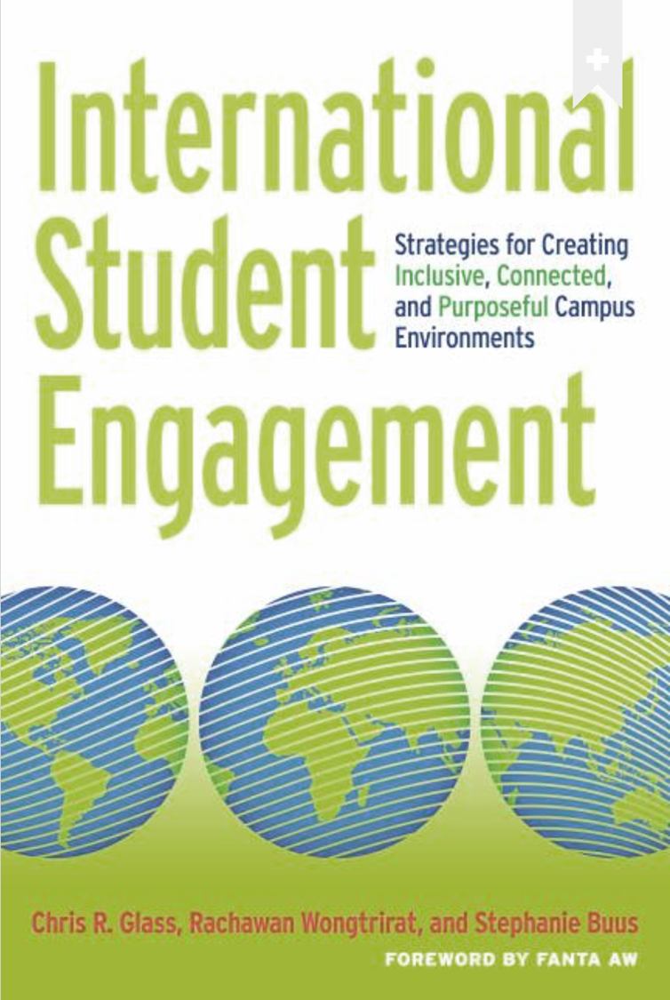 International
Student
Strategies for Creating
Inclusive, Connected,
and Purposeful Campus
Environments
Engagement
Chris R. Glass, Rachawan Wongtrirat, and Stephanie Buus
FOREWORD BY FANTA AW